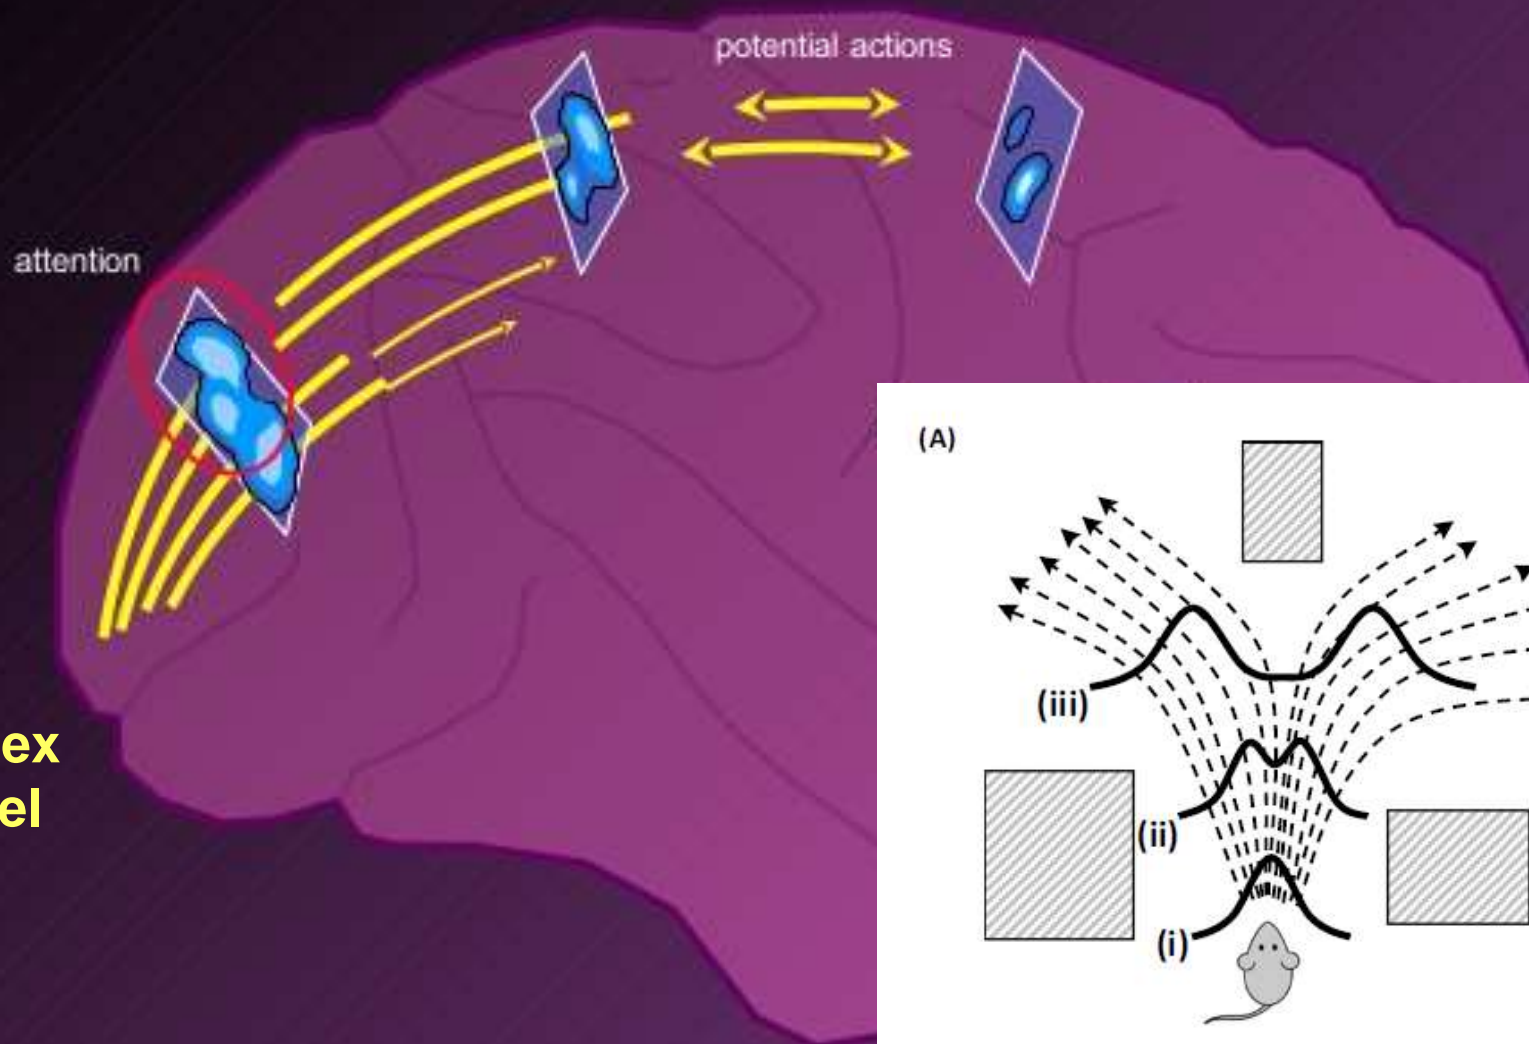 potential actions
attention
ex
el
(A)
(iii)
(ii)
(i)